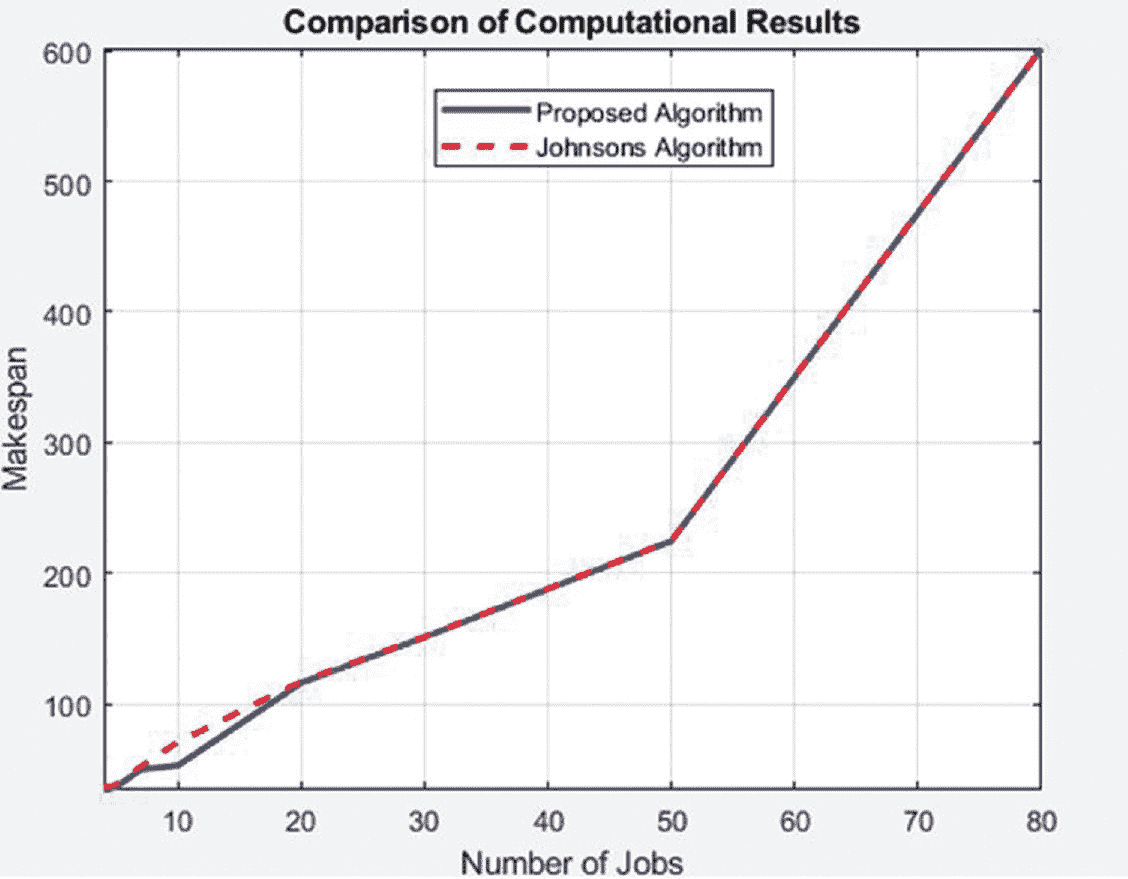 Comparison of Computational Results
Proposed Algorithm
Johnsons Algorithm
600
500
400
300
200
100
Makespan
10 20 30 40 50 60 70 80
Number of Jobs